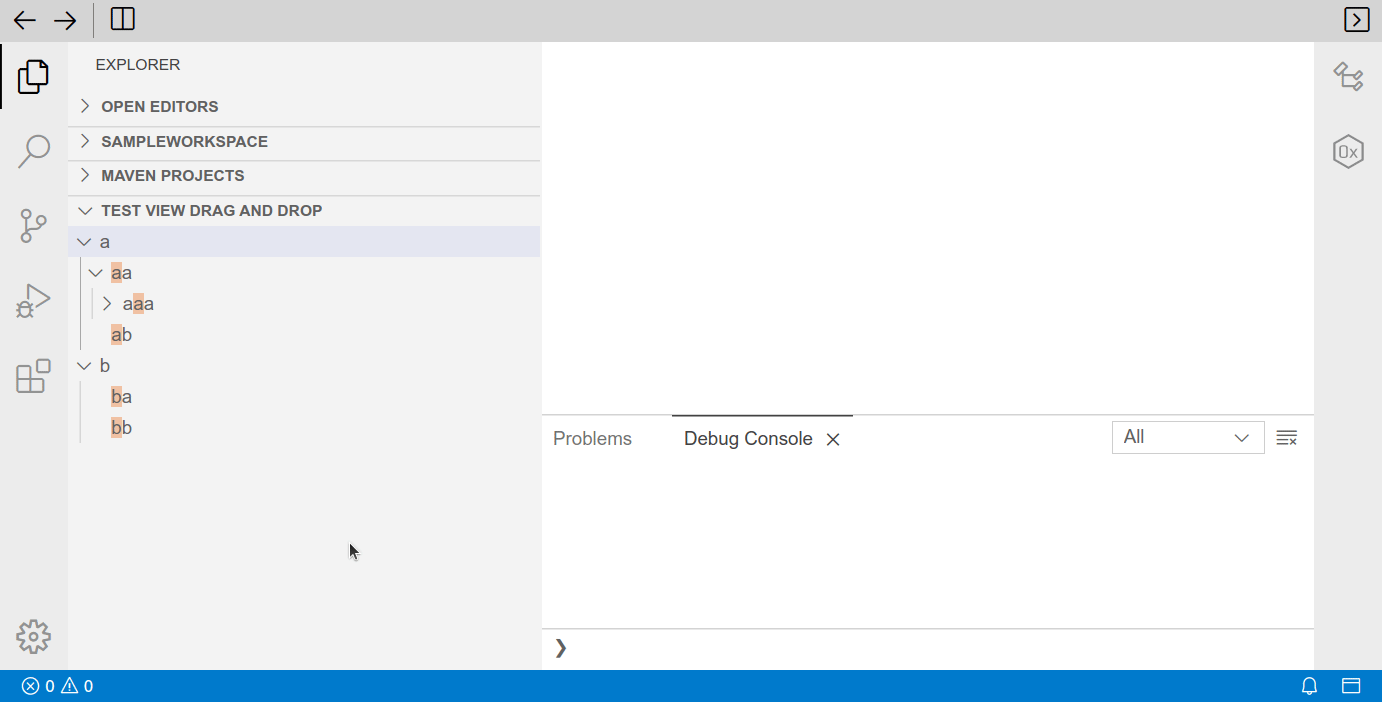 EXPLORER
OPEN EDITORS
SAMPLEWORKSPACE
MAVEN PROJECTS
TEST VIEW DRAG AND DROP
a
aa
aaa
ab
b
ba
bb
Problems
Debug Console
All
0x
0 0